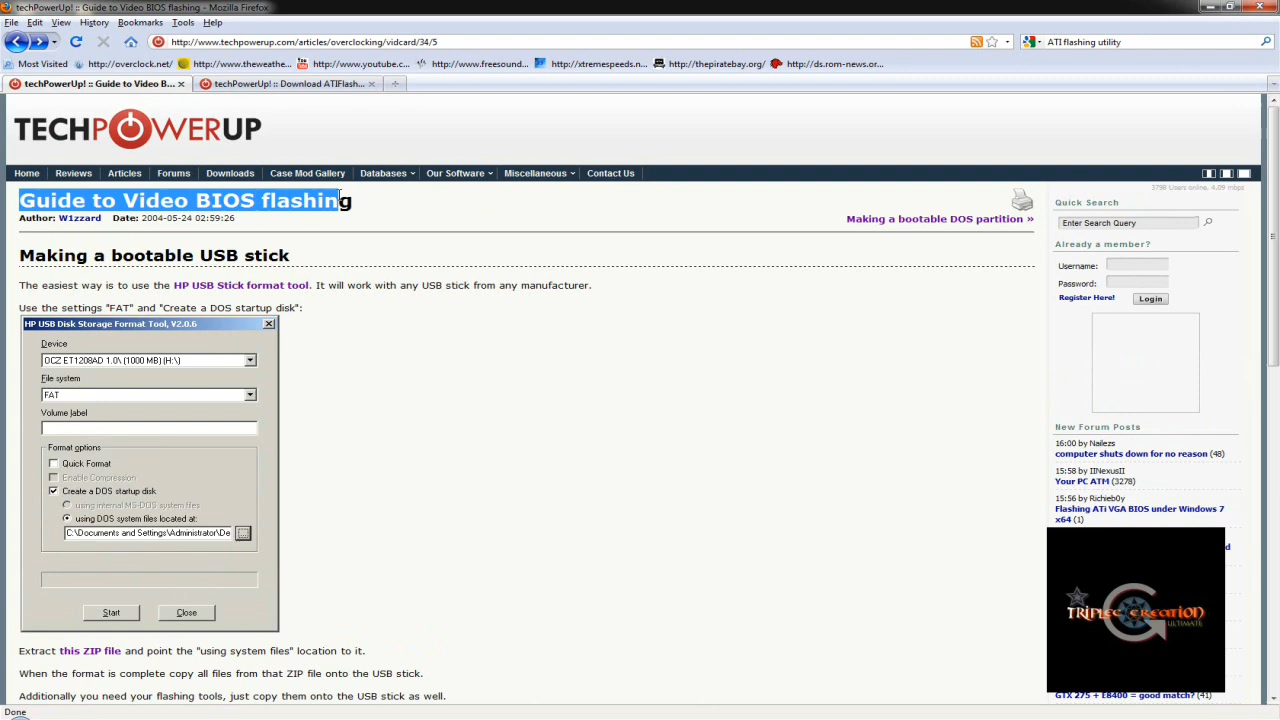 techPowerUp! :: Guide to Video BIOS flashing - Mozilla Firefox
File Edit View History Bookmarks Tools Help
http://www.techpowerup.com/articles/overclocking/vidcard/34/5
ATI flashing utility
Most Visited http://overclock.net/ http://www.theweathe... http://www.youtube.c... http://www.freesound... http://xtremespeeds.n... http://thepiratebay.org/ http://ds.rom-news.or...
techPowerUp! :: Guide to Video B... techPowerUp! :: Download ATIFlash...
TECHPOWERUP
Home Reviews Articles Forums Downloads Case Mod Gallery Databases Our Software Miscellaneous Contact Us
3798 Users online, 4.09 mbps
Guide to Video BIOS flashing
Author: W1zzard Date: 2004-05-24 02:59:26
Making a bootable DOS partition »
Making a bootable USB stick
The easiest way is to use the HP USB Stick format tool. It will work with any USB stick from any manufacturer.
Use the settings "FAT" and "Create a DOS startup disk":
HP USB Disk Storage Format Tool, V2.0.6
Device
OCZ ET1208AD 1.0\ (1000 MB) (H:\)
File system
FAT
Volume label
Format options
Quick Format
Enable Compression
Create a DOS startup disk
using internal MS-DOS system files
using DOS system files located at:
C:\Documents and Settings\Administrator\De
Start Close
Extract this ZIP file and point the "using system files" location to it.
When the format is complete copy all files from that ZIP file onto the USB stick.
Additionally you need your flashing tools, just copy them onto the USB stick as well.
Quick Search
Enter Search Query
Already a member?
Username:
Password:
Register Here! Login
New Forum Posts
16:00 by Nailezs
computer shuts down for no reason (48)
15:58 by IINexusII
Your PC ATM (3278)
15:56 by Richieb0y
Flashing ATi VGA BIOS under Windows 7
x64 (1)
TRIPLEC CREATION
ULTIMATE
GTX 275 + E8400 = good match? (41)
Done